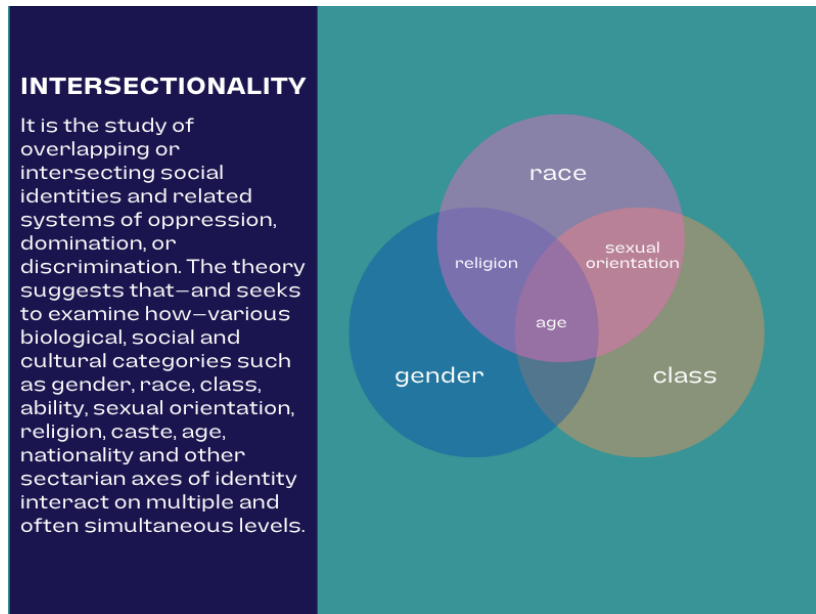 INTERSECTIONALITY
It is the study of
overlapping or
intersecting social
identities and related
systems of oppression,
domination, or
discrimination. The theory
suggests that—and seeks
to examine how—various
biological, social and
cultural categories such
as gender, race, class,
ability, sexual orientation,
religion, caste, age,
nationality and other
sectarian axes of identity
interact on multiple and
often simultaneous levels.
race
religion
sexual
orientation
age
gender
class